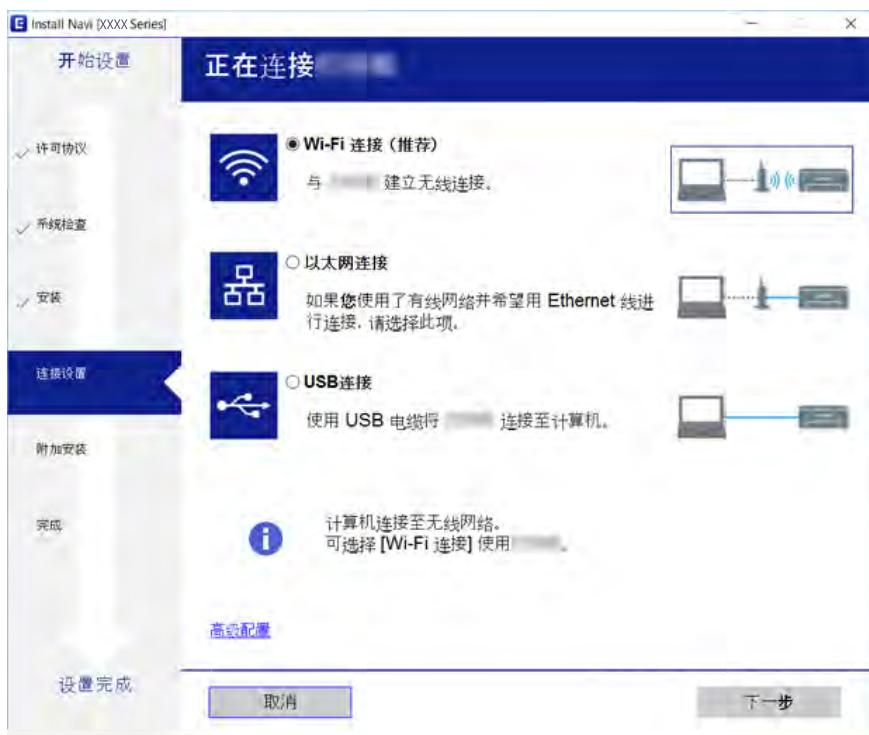 Install Navi [XXXX Series]
开始设置
正在连接
许可协议
系统检查
安装
连接设置
附加安装
完成
设置完成
Wi-Fi 连接（推荐）
与 建立无线连接。
以太网连接
如果您使用了有线网络并希望用 Ethernet 线进
行连接，请选择此项。
USB连接
使用 USB 电缆将 连接至计算机。
计算机连接至无线网络。
可选择 [Wi-Fi 连接] 使用 。
高级配置
取消
下一步